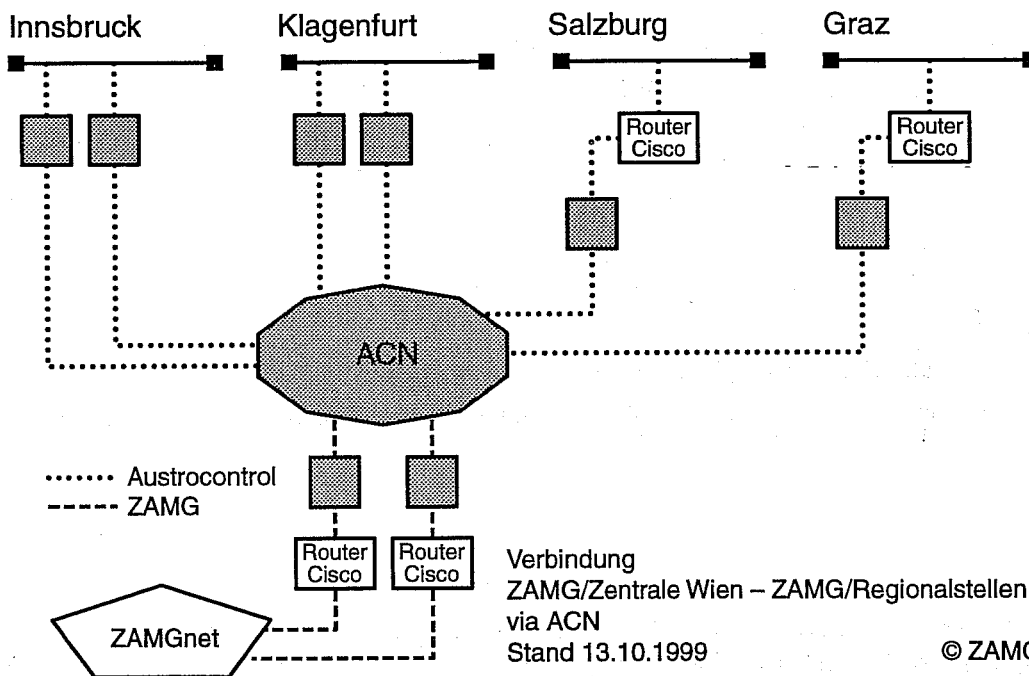 Innsbruck
Klagenfurt
Salzburg
Graz
Router
Cisco
Router
Cisco
ACN
Austrocontrol
ZAMG
Router
Cisco
Router
Cisco
ZAMGnet
Verbindung
ZAMG/Zentrale Wien – ZAMG/Regionalstellen
via ACN
Stand 13.10.1999
© ZAMG